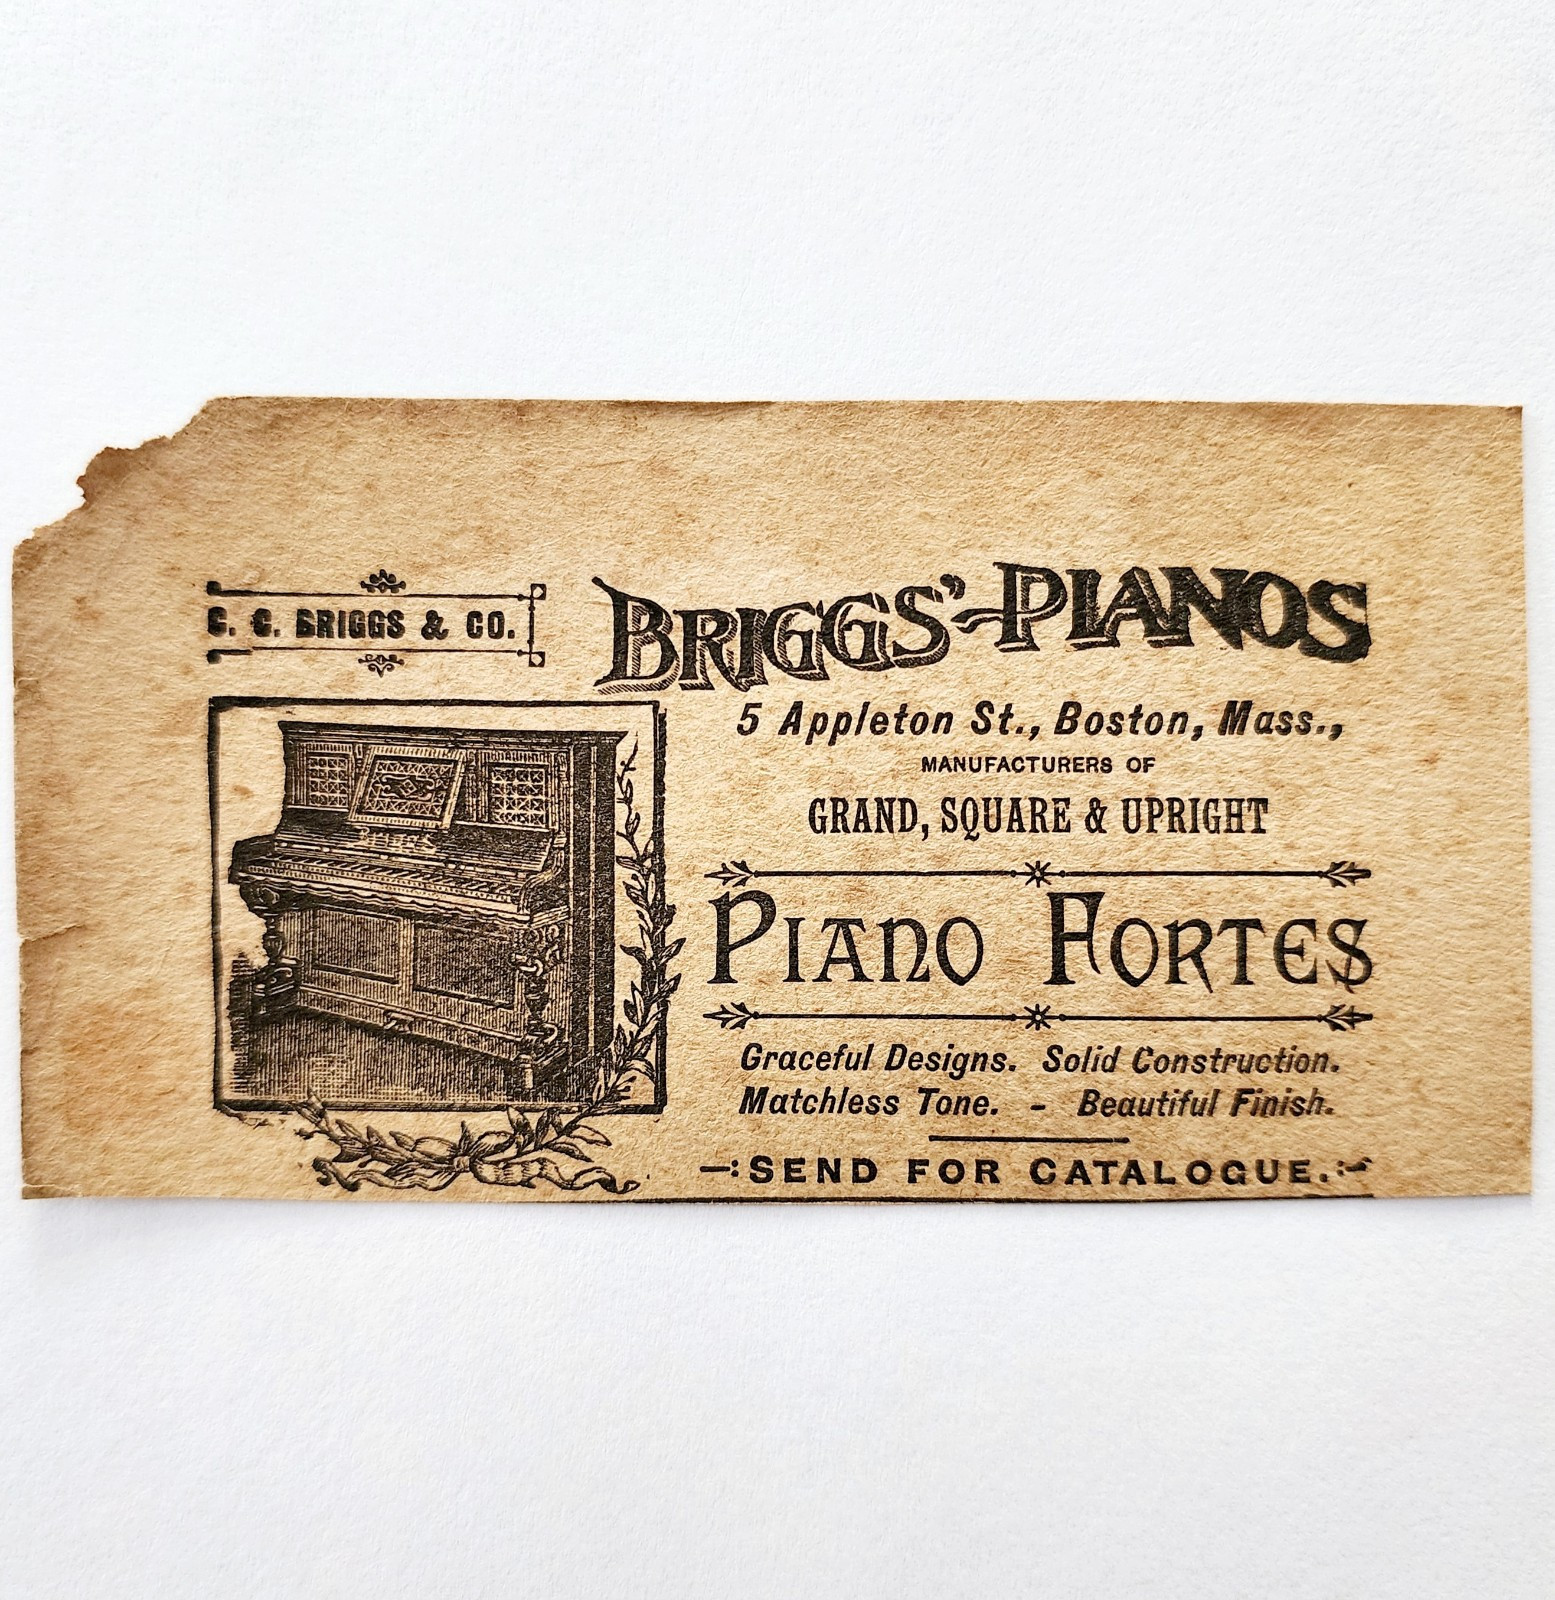 C. C. BRIGGS & CO.
BRIGGS' PIANOS
5 Appleton St., Boston, Mass.,
MANUFACTURERS OF
GRAND, SQUARE & UPRIGHT
PIANO FORTES
Graceful Designs. Solid Construction.
Matchless Tone. - Beautiful Finish.
—:SEND FOR CATALOGUE.:—